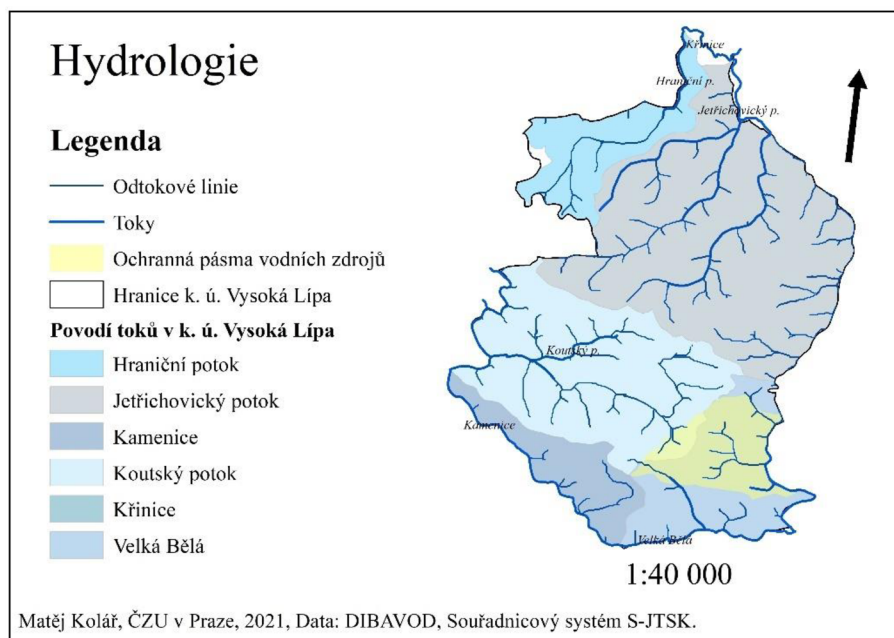 Hydrologie
Legenda
Odtokové linie
Toky
Ochranná pásma vodních zdrojů
Hranice k. ú. Vysoká Lípa
Povodí toků v k. ú. Vysoká Lípa
Hraniční potok
Jetřichovický potok
Kamenice
Koutský potok
Křinice
Velká Bělá
Křinice
Hraniční p.
Jetřichovický p.
Koutský p.
Kamenice
Velká Bělá
1:40 000
Matěj Kolář, ČZU v Praze, 2021, Data: DIBAVOD, Souřadnicový systém S-JTSK.